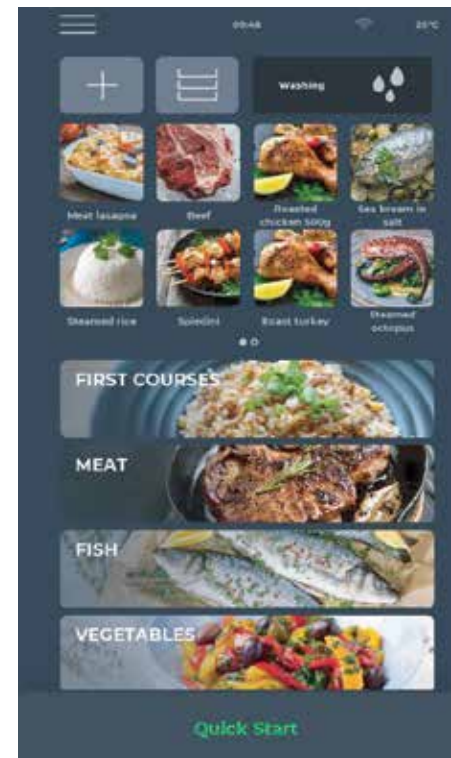 09:48
25°C
Washing
Meat lasagna
Beef
Roasted
chicken 500g
Sea bream in
salt
Steamed rice
Spiedini
Roast turkey
Steamed
octopus
FIRST COURSES
MEAT
FISH
VEGETABLES
Quick Start